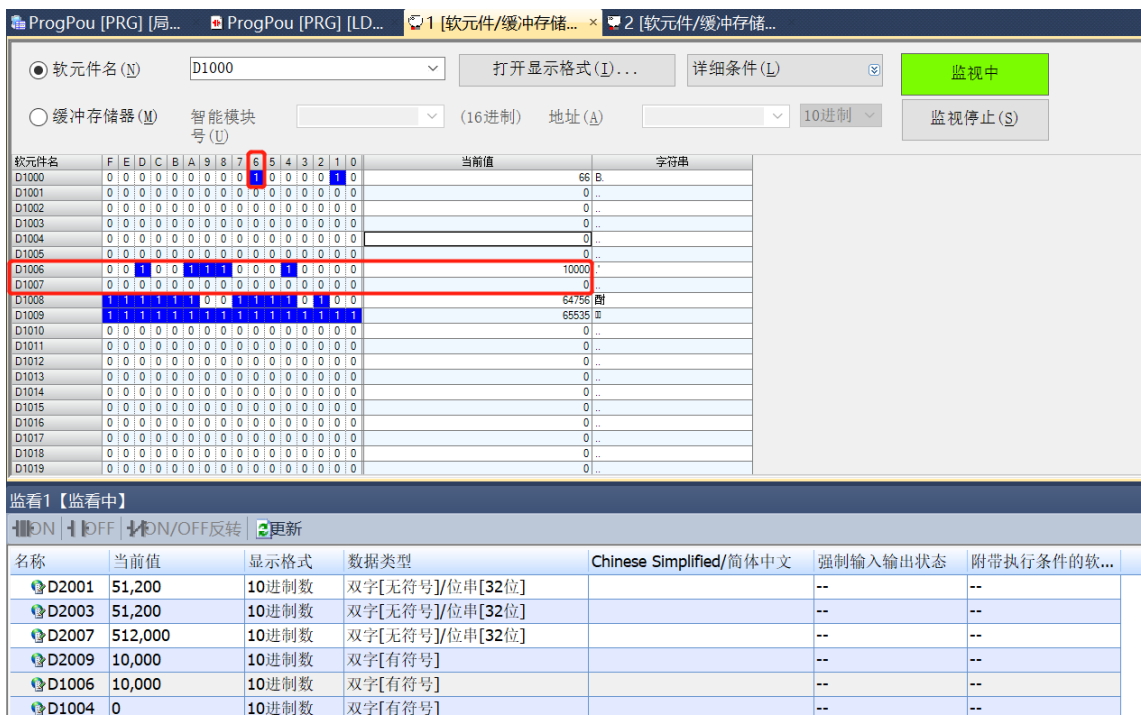 ProgPou [PRG] [局... ProgPou [PRG] [LD... 1 [软元件/缓冲存储... × 2 [软元件/缓冲存储...
软元件名(N) D1000 打开显示格式(I)... 详细条件(L) 监视中
缓冲存储器(M) 智能模块号(U) (16进制) 地址(A) 10进制 监视停止(S)
软元件名 F E D C B A 9 8 7 6 5 4 3 2 1 0 当前值 字符串
D1000 0 0 0 0 0 0 0 0 0 1 0 0 0 0 1 0 66 B.
D1001 0 0 0 0 0 0 0 0 0 0 0 0 0 0 0 0 0 ..
D1002 0 0 0 0 0 0 0 0 0 0 0 0 0 0 0 0 0 ..
D1003 0 0 0 0 0 0 0 0 0 0 0 0 0 0 0 0 0 ..
D1004 0 0 0 0 0 0 0 0 0 0 0 0 0 0 0 0 0 ..
D1005 0 0 0 0 0 0 0 0 0 0 0 0 0 0 0 0 0 ..
D1006 0 0 1 0 0 1 1 1 0 0 0 1 0 0 0 0 10000 .'
D1007 0 0 0 0 0 0 0 0 0 0 0 0 0 0 0 0 0 ..
D1008 1 1 1 1 1 1 0 0 1 1 1 1 0 1 0 0 64756
D1009 1 1 1 1 1 1 1 1 1 1 1 1 1 1 1 1 65535
D1010 0 0 0 0 0 0 0 0 0 0 0 0 0 0 0 0 0 ..
D1011 0 0 0 0 0 0 0 0 0 0 0 0 0 0 0 0 0 ..
D1012 0 0 0 0 0 0 0 0 0 0 0 0 0 0 0 0 0 ..
D1013 0 0 0 0 0 0 0 0 0 0 0 0 0 0 0 0 0 ..
D1014 0 0 0 0 0 0 0 0 0 0 0 0 0 0 0 0 0 ..
D1015 0 0 0 0 0 0 0 0 0 0 0 0 0 0 0 0 0 ..
D1016 0 0 0 0 0 0 0 0 0 0 0 0 0 0 0 0 0 ..
D1017 0 0 0 0 0 0 0 0 0 0 0 0 0 0 0 0 0 ..
D1018 0 0 0 0 0 0 0 0 0 0 0 0 0 0 0 0 0 ..
D1019 0 0 0 0 0 0 0 0 0 0 0 0 0 0 0 0 0 ..
监看1【监看中】
ON OFF ON/OFF反转 更新
名称 当前值 显示格式 数据类型 Chinese Simplified/简体中文 强制输入输出状态 附带执行条件的软...
D2001 51,200 10进制数 双字[无符号]/位串[32位] -- --
D2003 51,200 10进制数 双字[无符号]/位串[32位] -- --
D2007 512,000 10进制数 双字[无符号]/位串[32位] -- --
D2009 10,000 10进制数 双字[有符号] -- --
D1006 10,000 10进制数 双字[有符号] -- --
D1004 0 10进制数 双字[有符号] -- --